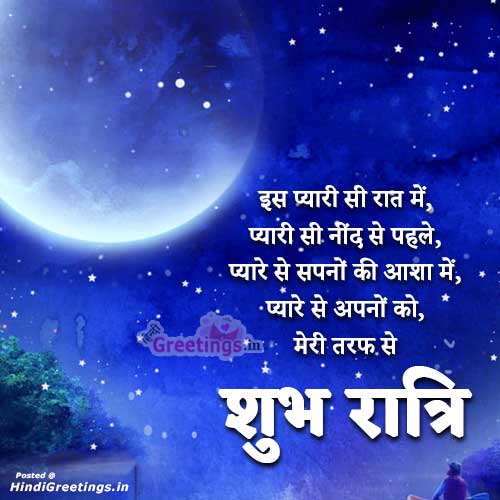 इस प्यारी सी रात में,
प्यारी सी नींद से पहले,
प्यारे से सपनों की आशा में,
प्यारे से अपनों को,
हिन्दी Greetings.in
मेरी तरफ से
शुभ रात्रि
Posted @
HindiGreetings.in